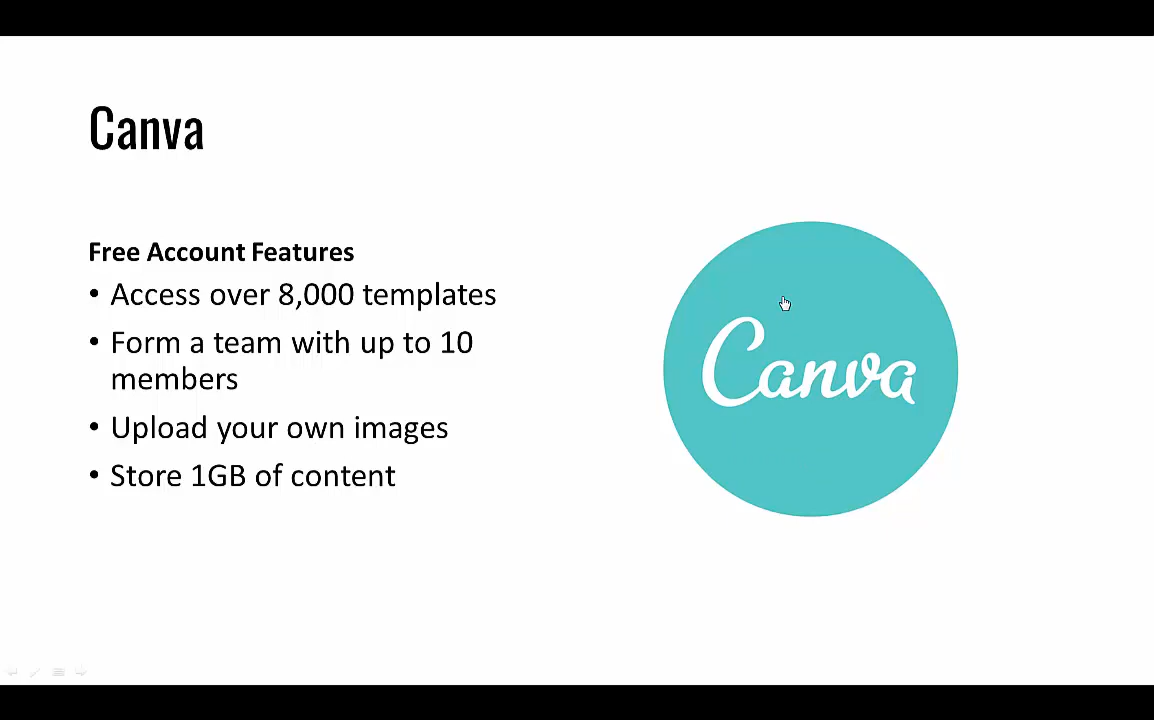 Canva
Free Account Features
• Access over 8,000 templates
• Form a team with up to 10
members
• Upload your own images
• Store 1GB of content
Canva